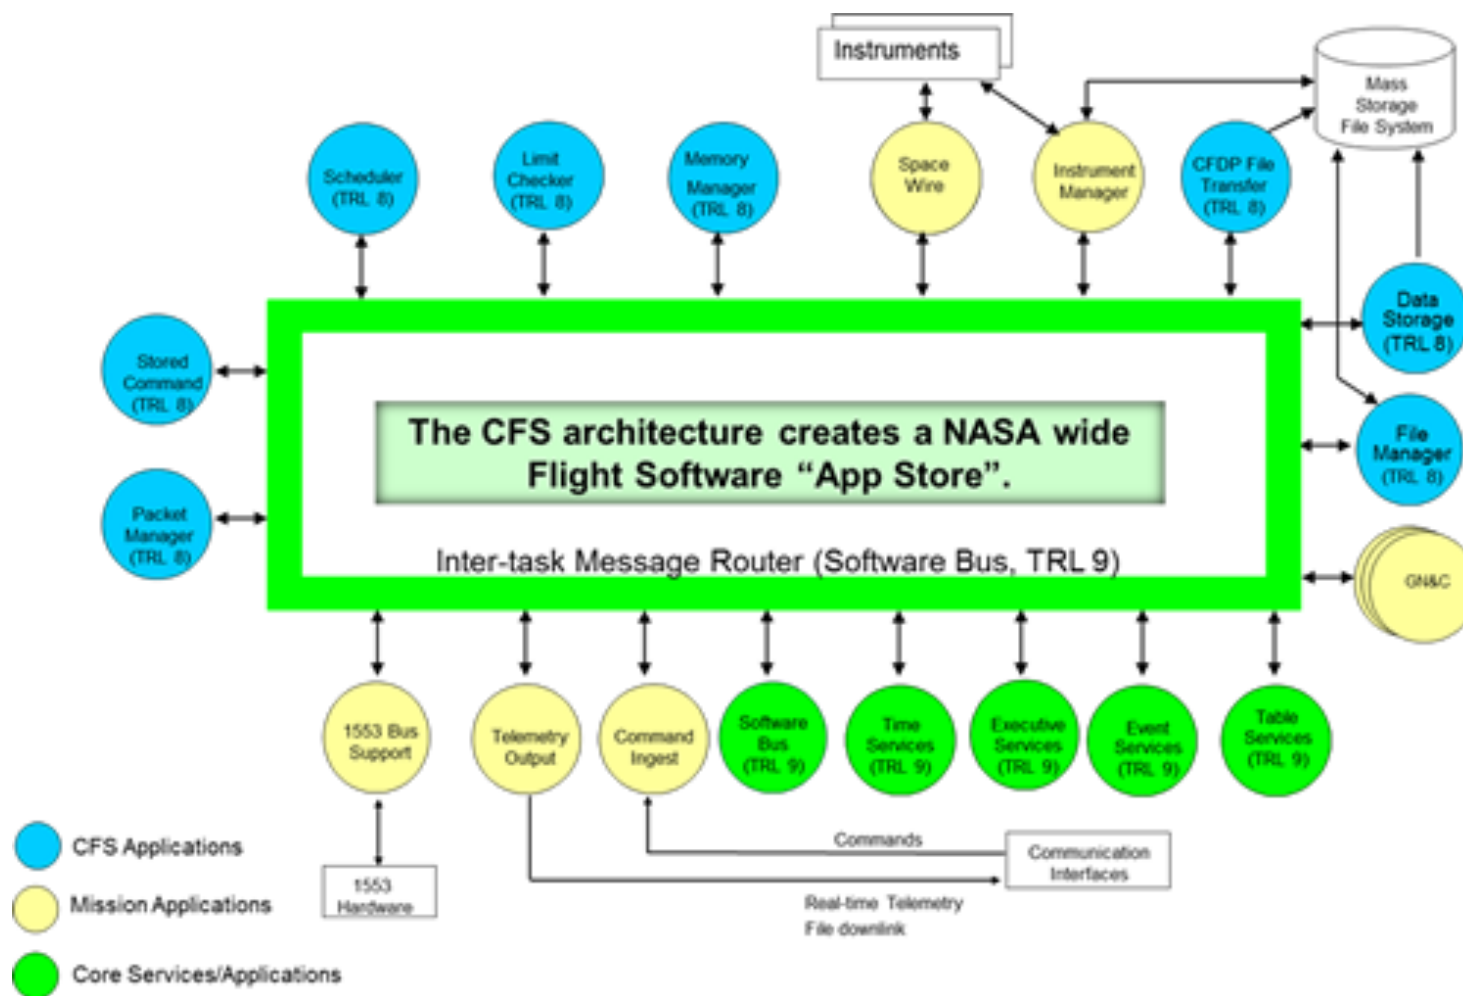 Instruments
Mass
Storage
File System
Scheduler
(TRL 8)
Limit
Checker
(TRL 8)
Memory
Manager
(TRL 8)
Space
Wire
Instrument
Manager
CFDP File
Transfer
(TRL 8)
Data
Storage
(TRL 8)
Stored
Command
(TRL 8)
The CFS architecture creates a NASA wide
Flight Software “App Store”.
File
Manager
(TRL 8)
Packet
Manager
(TRL 8)
Inter-task Message Router (Software Bus, TRL 9)
GN&C
1553 Bus
Support
Telemetry
Output
Command
Ingest
Software
Bus
(TRL 9)
Time
Services
(TRL 9)
Executive
Services
(TRL 9)
Event
Services
(TRL 9)
Table
Services
(TRL 9)
CFS Applications
Commands
Communication
Interfaces
1553
Hardware
Mission Applications
Real-time Telemetry
File downlink
Core Services/Applications